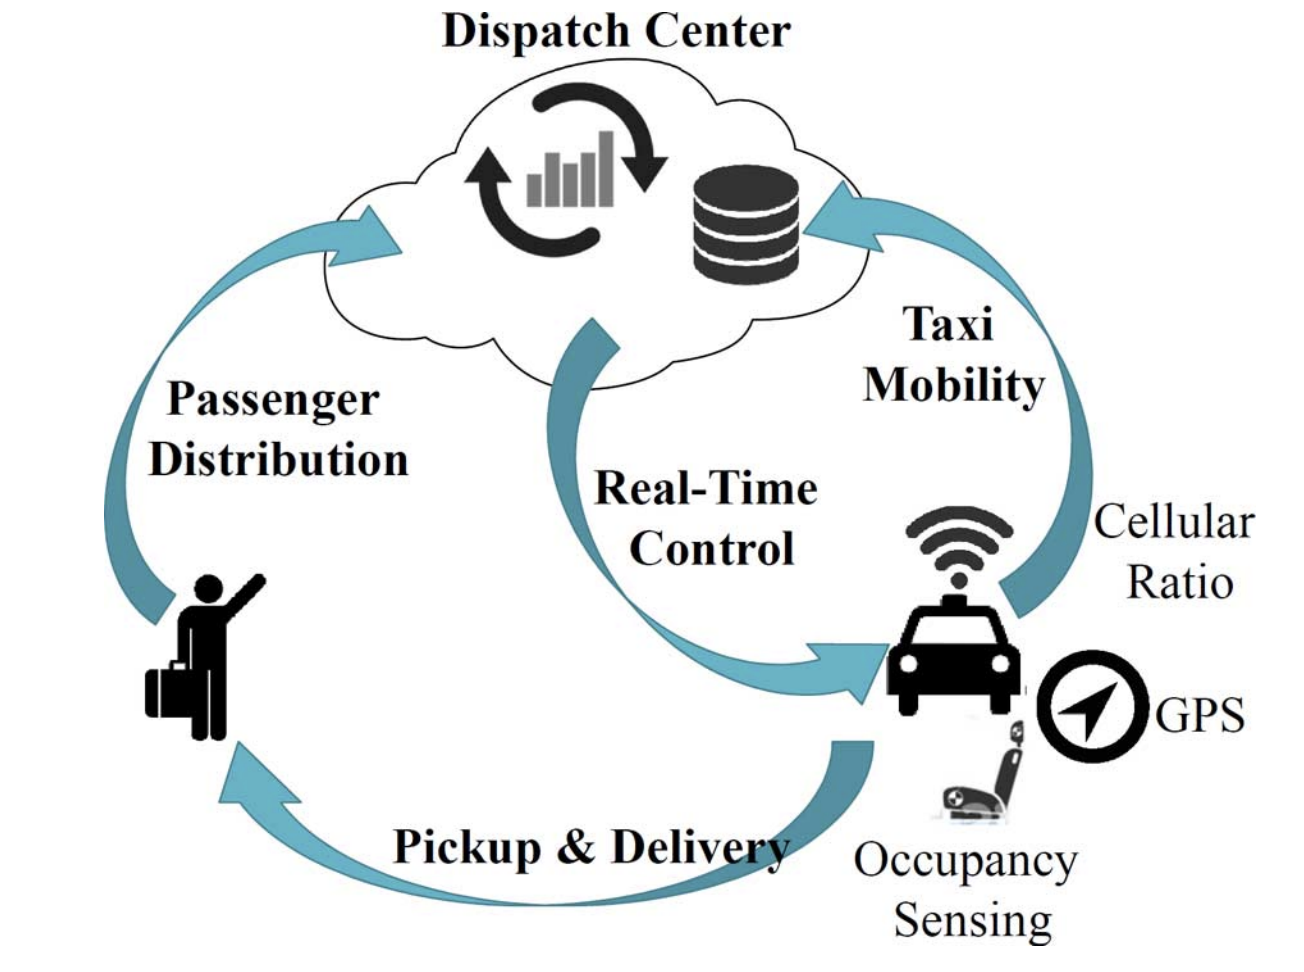 Dispatch Center
Taxi
Mobility
Passenger
Distribution
Real-Time
Control
Cellular
Ratio
GPS
Pickup & Delivery
Occupancy
Sensing